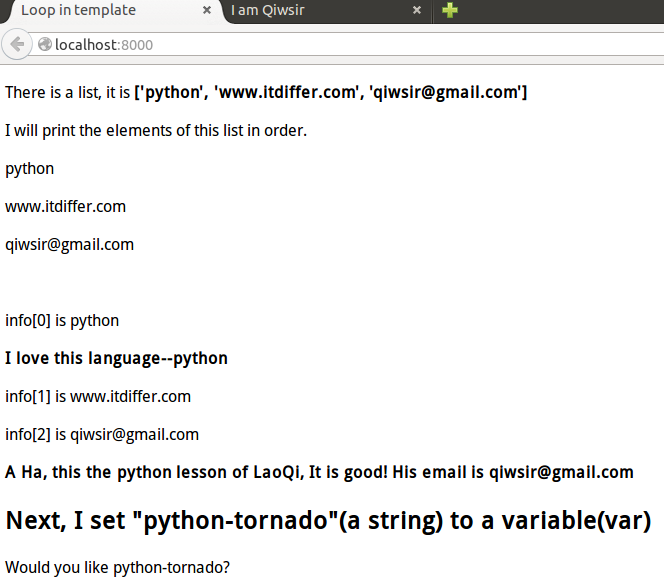 Loop in template
I am Qiwsir
localhost:8000
There is a list, it is ['python', 'www.itdiffer.com', 'qiwsir@gmail.com']
I will print the elements of this list in order.
python
www.itdiffer.com
qiwsir@gmail.com
info[0] is python
I love this language--python
info[1] is www.itdiffer.com
info[2] is qiwsir@gmail.com
A Ha, this the python lesson of LaoQi, It is good! His email is qiwsir@gmail.com
Next, I set "python-tornado"(a string) to a variable(var)
Would you like python-tornado?